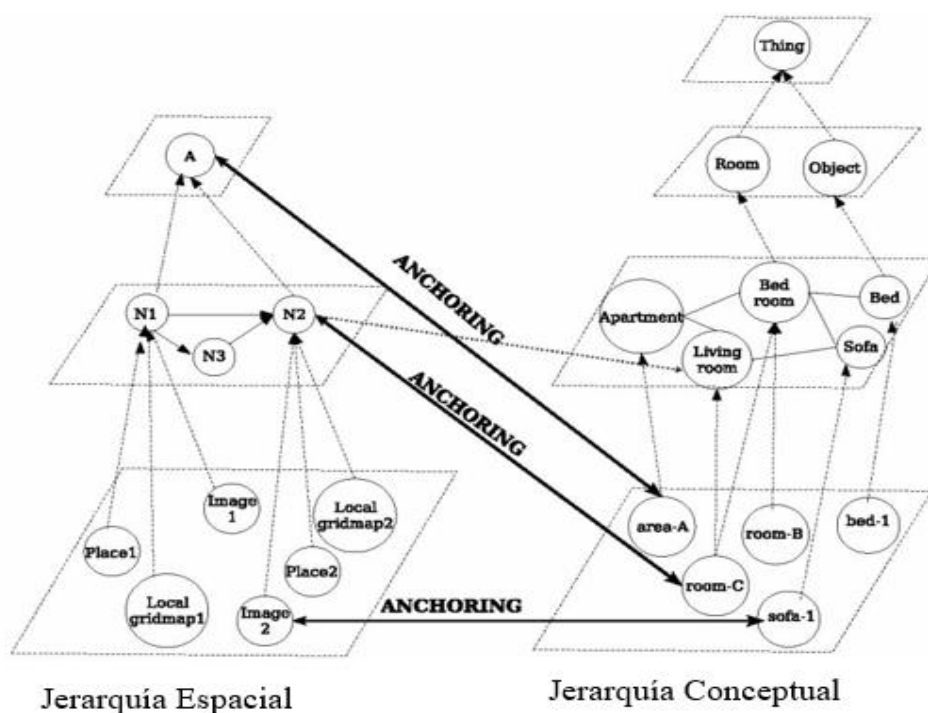 Thing
Room
Object
A
ANCHORING
Bed
room
Bed
Apartment
Living
room
Sofa
N1
N2
N3
ANCHORING
Image
1
Local
gridmap2
Place1
Place2
Local
gridmap1
Image
2
ANCHORING
area-A
room-B
bed-1
room-C
sofa-1
Jerarquía Espacial
Jerarquía Conceptual